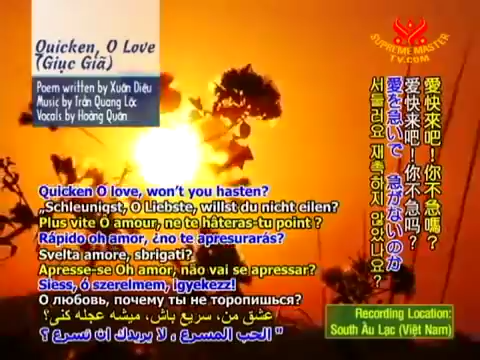 Quicken, O Love
(Giục Giã)
Poem written by Xuân Diệu
Music by Trần Quang Lộc
Vocals by Hoàng Quân
SUPREME MASTER
TV.COM
愛快來吧！你不急嗎？
爱快来吧！你不急吗？
愛を急いで 急がないのか
서둘러요 재촉하지 않았나요?
Quicken O love, won't you hasten?
„Schleunigst, O Liebste, willst du nicht eilen?
Plus vite Ô amour, ne te hâteras-tu point ?
Rápido oh amor, ¿no te apresurarás?
Svelta amore, sbrigati?
Apresse-se Oh amor, não vai se apressar?
Siess, ó szerelmem, igyekezz!
О любовь, почему ты не торопишься?
عشق من، سریع باش، میشه عجله کنی؟
" الحب المسرع ، لا يريدك ان تسرع ؟
Recording Location:
South Âu Lạc (Việt Nam)